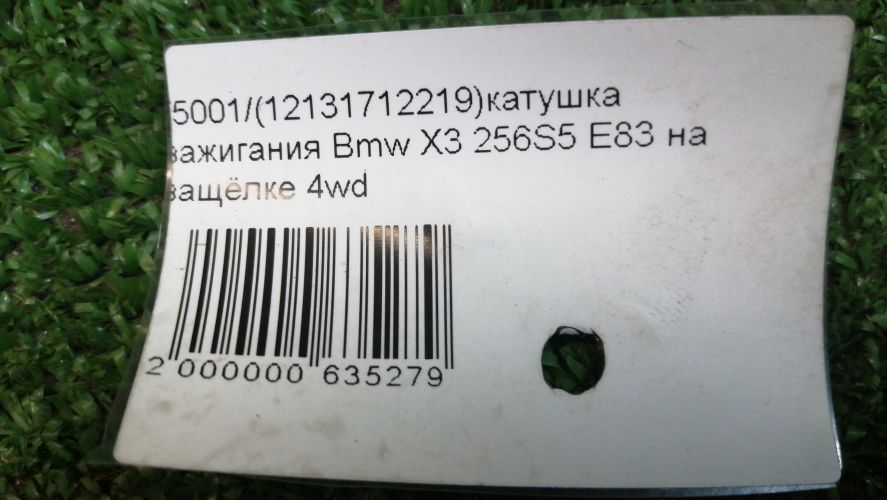 5001/(12131712219)катушка
зажигания Bmw X3 256S5 E83 на
защёлке 4wd
2 000000 635279